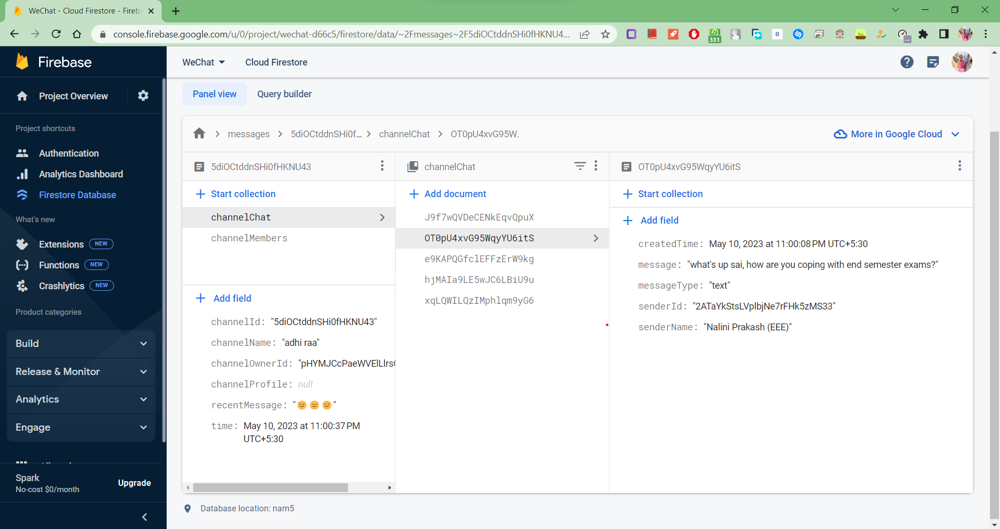 WeChat - Cloud Firestore - Fireba
console.firebase.google.com/u/0/project/wechat-d66c5/firestore/data/~2Fmessages~2F5diOCtddnSHi0fHKNU4...
331
B
Firebase
WeChat
Cloud Firestore
Project Overview
Project shortcuts
Authentication
Analytics Dashboard
Firestore Database
What's new
Extensions NEW
Functions NEW
Crashlytics NEW
Product categories
Build
Release & Monitor
Analytics
Engage
Spark
No-cost $0/month
Upgrade
Panel view
Query builder
messages
5diOCtddnSHi0f...
channelChat
OT0pU4xvG95W.
More in Google Cloud
5diOCtddnSHi0fHKNU43
Start collection
channelChat
channelMembers
Add field
channelId: "5diOCtddnSHi0fHKNU43"
channelName: "adhi raa"
channelOwnerId: "pHYMJCcPaeWVElLlrs
channelProfile: null
recentMessage: "😑😑😑"
time: May 10, 2023 at 11:00:37 PM
UTC+5:30
channelChat
Add document
J9f7wQVDeCENkEqvQpuX
OT0pU4xvG95WqyYU6itS
e9KAPQGfclEFFzErW9kg
hjMAIa9LE5wJC6LBiU9u
xqLQWILQzIMphlqm9yG6
OT0pU4xvG95WqyYU6itS
Start collection
Add field
createdTime: May 10, 2023 at 11:00:08 PM UTC+5:30
message: "what's up sai, how are you coping with end semester exams?"
messageType: "text"
senderId: "2ATaYkStsLVplbjNe7rFHk5zMS33"
senderName: "Nalini Prakash (EEE)"
Database location: nam5